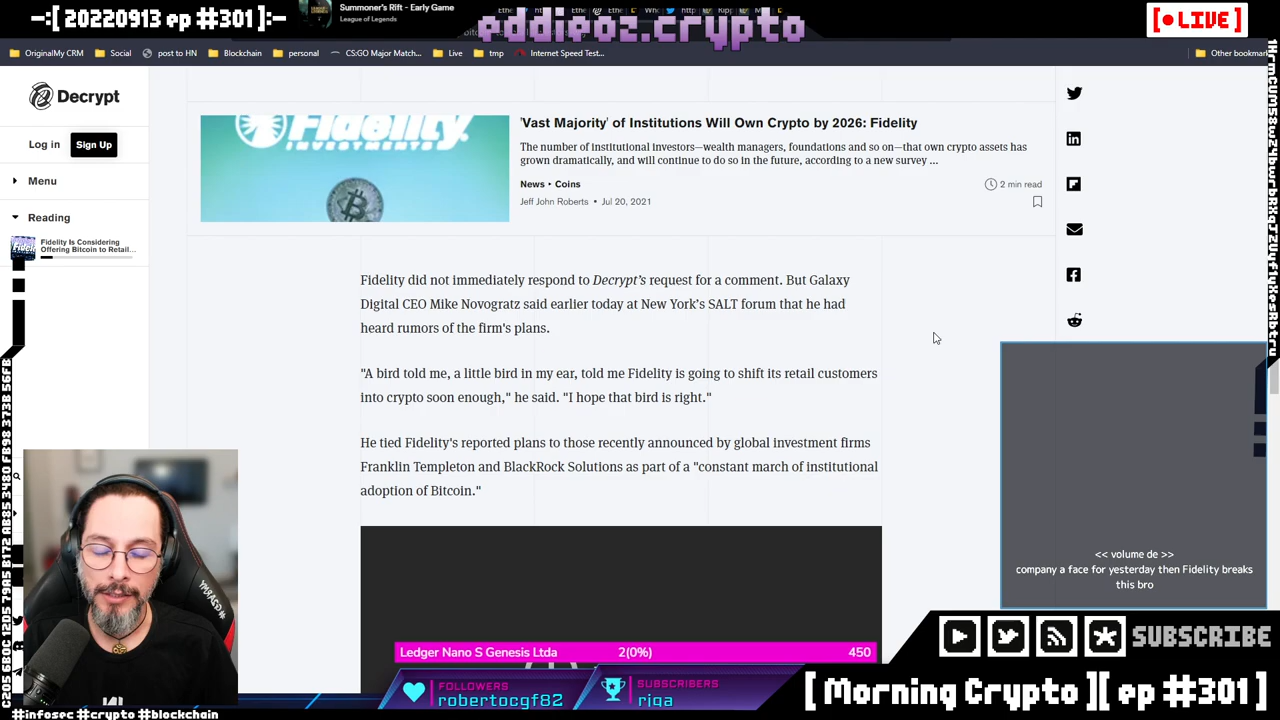 -:[ 20220913 ep #301]:-
Summoner's Rift - Early Game
League of Legends
addieoz.crypto
[● LIVE]
OriginalMy CRM
Social
post to HN
Blockchain
personal
CS:GO Major Match...
Live
tmp
Internet Speed Test...
Other bookmar
Decrypt
Log in
Sign Up
Menu
Reading
Fidelity Is Considering
Offering Bitcoin to Retail...
Fidelity
INVESTMENTS
'Vast Majority' of Institutions Will Own Crypto by 2026: Fidelity
The number of institutional investors—wealth managers, foundations and so on—that own crypto assets has
grown dramatically, and will continue to do so in the future, according to a new survey ...
News • Coins
2 min read
Jeff John Roberts • Jul 20, 2021
Fidelity did not immediately respond to Decrypt's request for a comment. But Galaxy
Digital CEO Mike Novogratz said earlier today at New York's SALT forum that he had
heard rumors of the firm's plans.
"A bird told me, a little bird in my ear, told me Fidelity is going to shift its retail customers
into crypto soon enough," he said. "I hope that bird is right."
He tied Fidelity's reported plans to those recently announced by global investment firms
Franklin Templeton and BlackRock Solutions as part of a "constant march of institutional
adoption of Bitcoin."
<< volume de >>
company a face for yesterday then Fidelity breaks
this bro
Ledger Nano S Genesis Ltda 2(0%) 450
FOLLOWERS
robertocgf82
SUBSCRIBERS
riqa
SUBSCRIBE
[ Morning Crypto ][ ep #301 ]
#infosec #crypto #blockchain